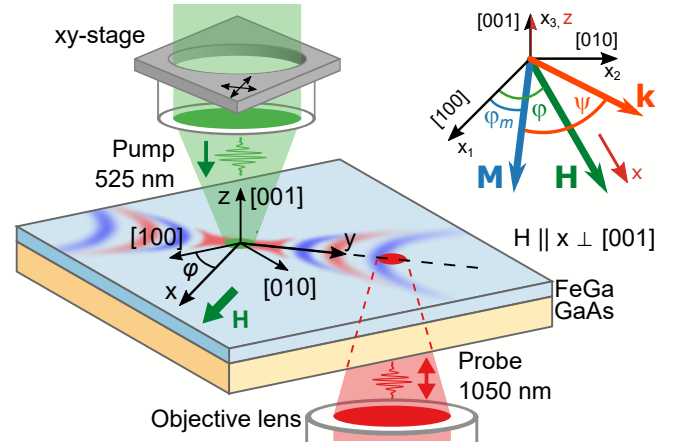 xy-stage
Pump
525 nm
z
[001]
[100]
φ
x
H
[010]
y
[001]
x₃, z
[010]
x₂
[100]
x₁
φₘ
φ
ψ
k
M
H
x
H || x ⊥ [001]
FeGa
GaAs
Probe
1050 nm
Objective lens